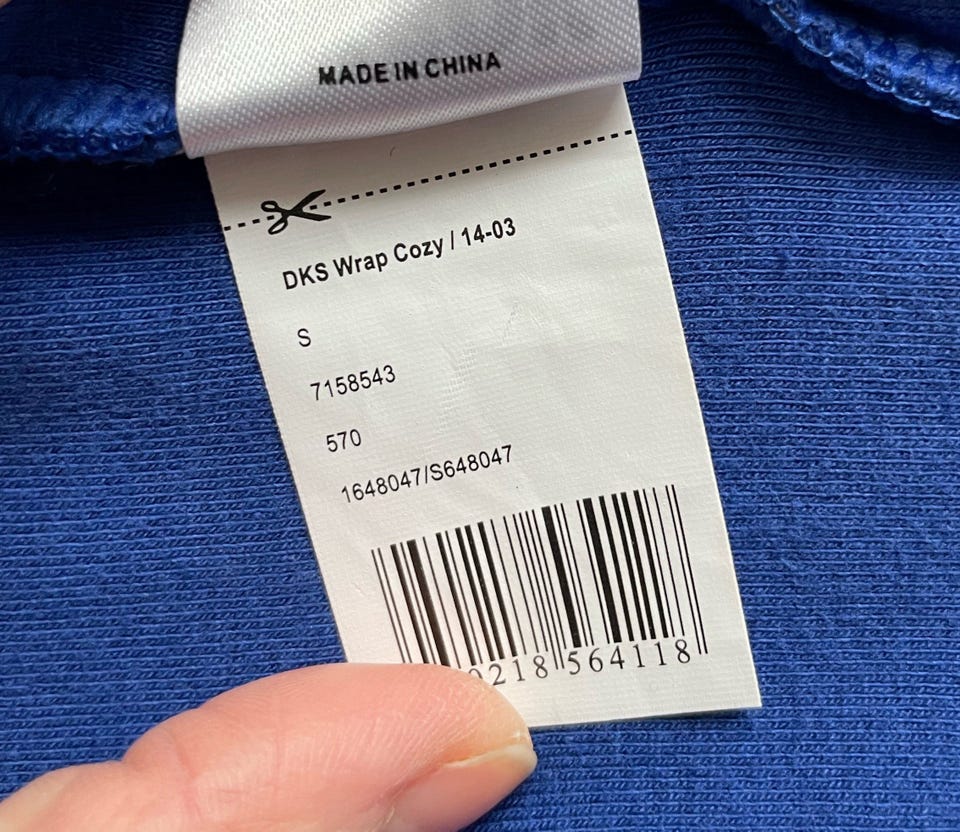 MADE IN CHINA
DKS Wrap Cozy / 14-03
S
7158543
570
1648047/S648047
218 564118